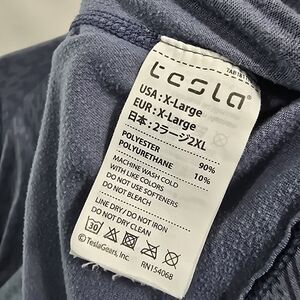 tesla
USA : X-Large
EUR : X-Large
日本 : 2ラージ2XL
POLYESTER 90%
POLYURETHANE 10%
MACHINE WASH COLD
WITH LIKE COLORS
DO NOT USE SOFTENERS
DO NOT BLEACH
LINE DRY/ DO NOT IRON
DO NOT DRY CLEAN
30
© TeslaGears, Inc. RN154068